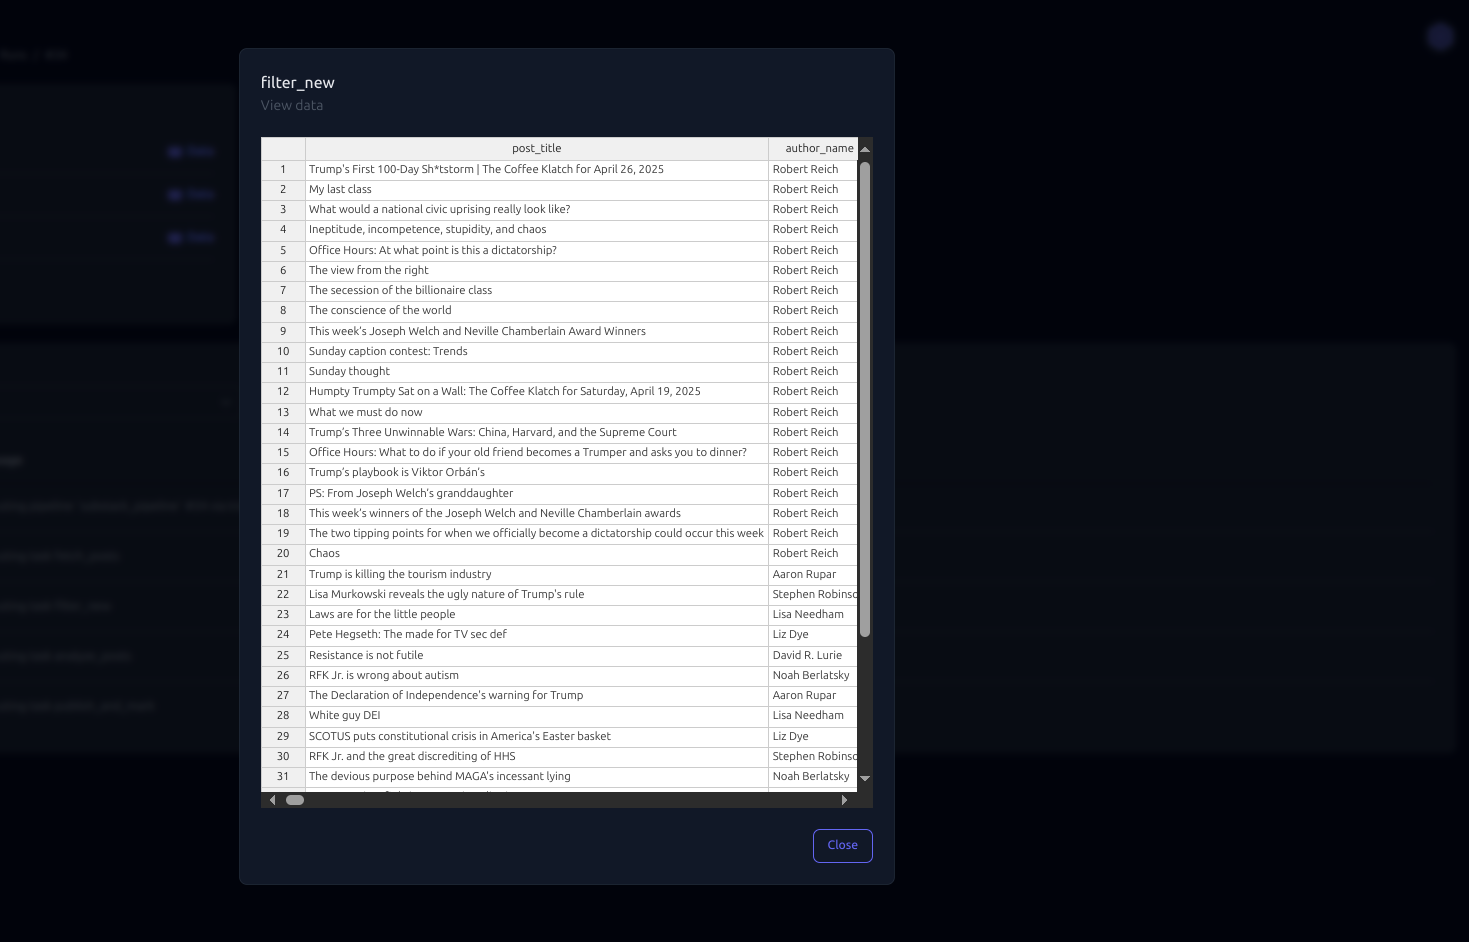 filter_new
View data
post_title author_name
1 Trump's First 100-Day Sh*tstorm | The Coffee Klatch for April 26, 2025 Robert Reich
2 My last class Robert Reich
3 What would a national civic uprising really look like? Robert Reich
4 Ineptitude, incompetence, stupidity, and chaos Robert Reich
5 Office Hours: At what point is this a dictatorship? Robert Reich
6 The view from the right Robert Reich
7 The secession of the billionaire class Robert Reich
8 The conscience of the world Robert Reich
9 This week's Joseph Welch and Neville Chamberlain Award Winners Robert Reich
10 Sunday caption contest: Trends Robert Reich
11 Sunday thought Robert Reich
12 Humpty Trumpty Sat on a Wall: The Coffee Klatch for Saturday, April 19, 2025 Robert Reich
13 What we must do now Robert Reich
14 Trump’s Three Unwinnable Wars: China, Harvard, and the Supreme Court Robert Reich
15 Office Hours: What to do if your old friend becomes a Trumper and asks you to dinner? Robert Reich
16 Trump’s playbook is Viktor Orbán’s Robert Reich
17 PS: From Joseph Welch’s granddaughter Robert Reich
18 This week's winners of the Joseph Welch and Neville Chamberlain awards Robert Reich
19 The two tipping points for when we officially become a dictatorship could occur this week Robert Reich
20 Chaos Robert Reich
21 Trump is killing the tourism industry Aaron Rupar
22 Lisa Murkowski reveals the ugly nature of Trump's rule Stephen Robinso
23 Laws are for the little people Lisa Needham
24 Pete Hegseth: The made for TV sec def Liz Dye
25 Resistance is not futile David R. Lurie
26 RFK Jr. is wrong about autism Noah Berlatsky
27 The Declaration of Independence's warning for Trump Aaron Rupar
28 White guy DEI Lisa Needham
29 SCOTUS puts constitutional crisis in America's Easter basket Liz Dye
30 RFK Jr. and the great discrediting of HHS Stephen Robinso
31 The devious purpose behind MAGA's incessant lying Noah Berlatsky
Close